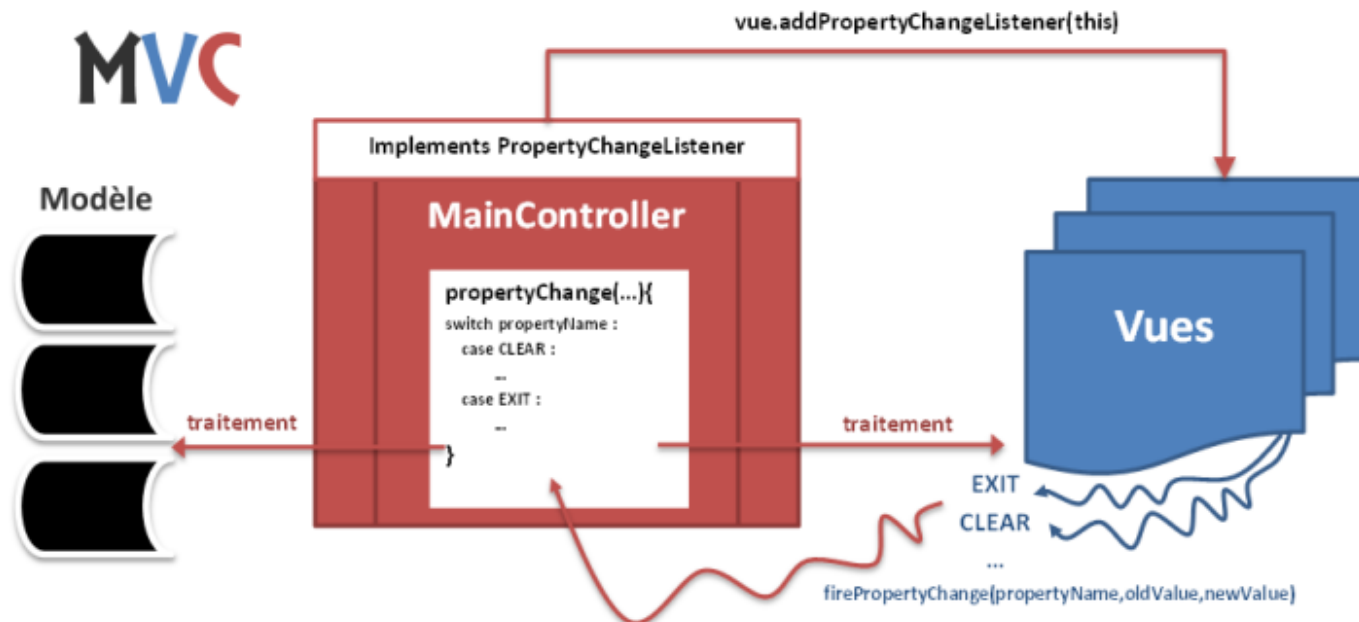 MVC
vue.addPropertyChangeListener(this)
Implements PropertyChangeListener
Modèle
MainController
propertyChange(...){
switch propertyName :
case CLEAR :
...
case EXIT :
...
}
traitement
traitement
Vues
EXIT
CLEAR
...
firePropertyChange(propertyName,oldValue,newValue)